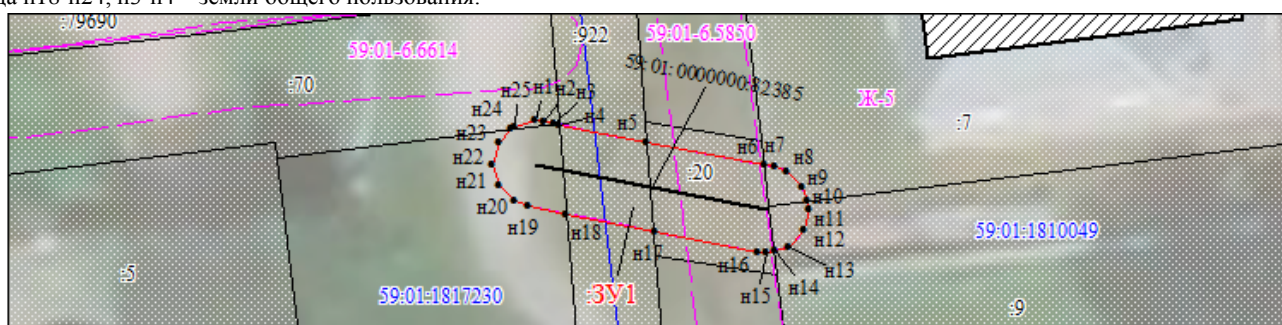 да н18-н24, н3-н4 – земли общего пользования.
:79690
59:01-6.6614
:922
59:01-6.5850
59:01:0000000:82385
Ж-5
:70
:7
н25
н1
н2
н3
н24
н4
н5
н23
н6
н7
н8
н22
:20
н9
н21
н10
н20
н11
н19
н12
н18
59:01:1810049
н17
н13
н16
н14
:5
н15
59:01:1817230
:ЗУ1
:9